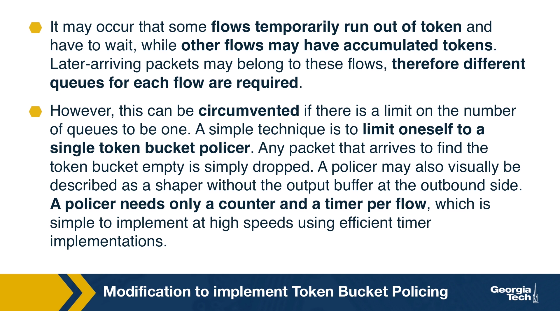 It may occur that some flows temporarily run out of token and
have to wait, while other flows may have accumulated tokens.
Later-arriving packets may belong to these flows, therefore different
queues for each flow are required.
However, this can be circumvented if there is a limit on the number
of queues to be one. A simple technique is to limit oneself to a
single token bucket policer. Any packet that arrives to find the
token bucket empty is simply dropped. A policer may also visually be
described as a shaper without the output buffer at the outbound side.
A policer needs only a counter and a timer per flow, which is
simple to implement at high speeds using efficient timer
implementations.
Modification to implement Token Bucket Policing
Georgia
Tech